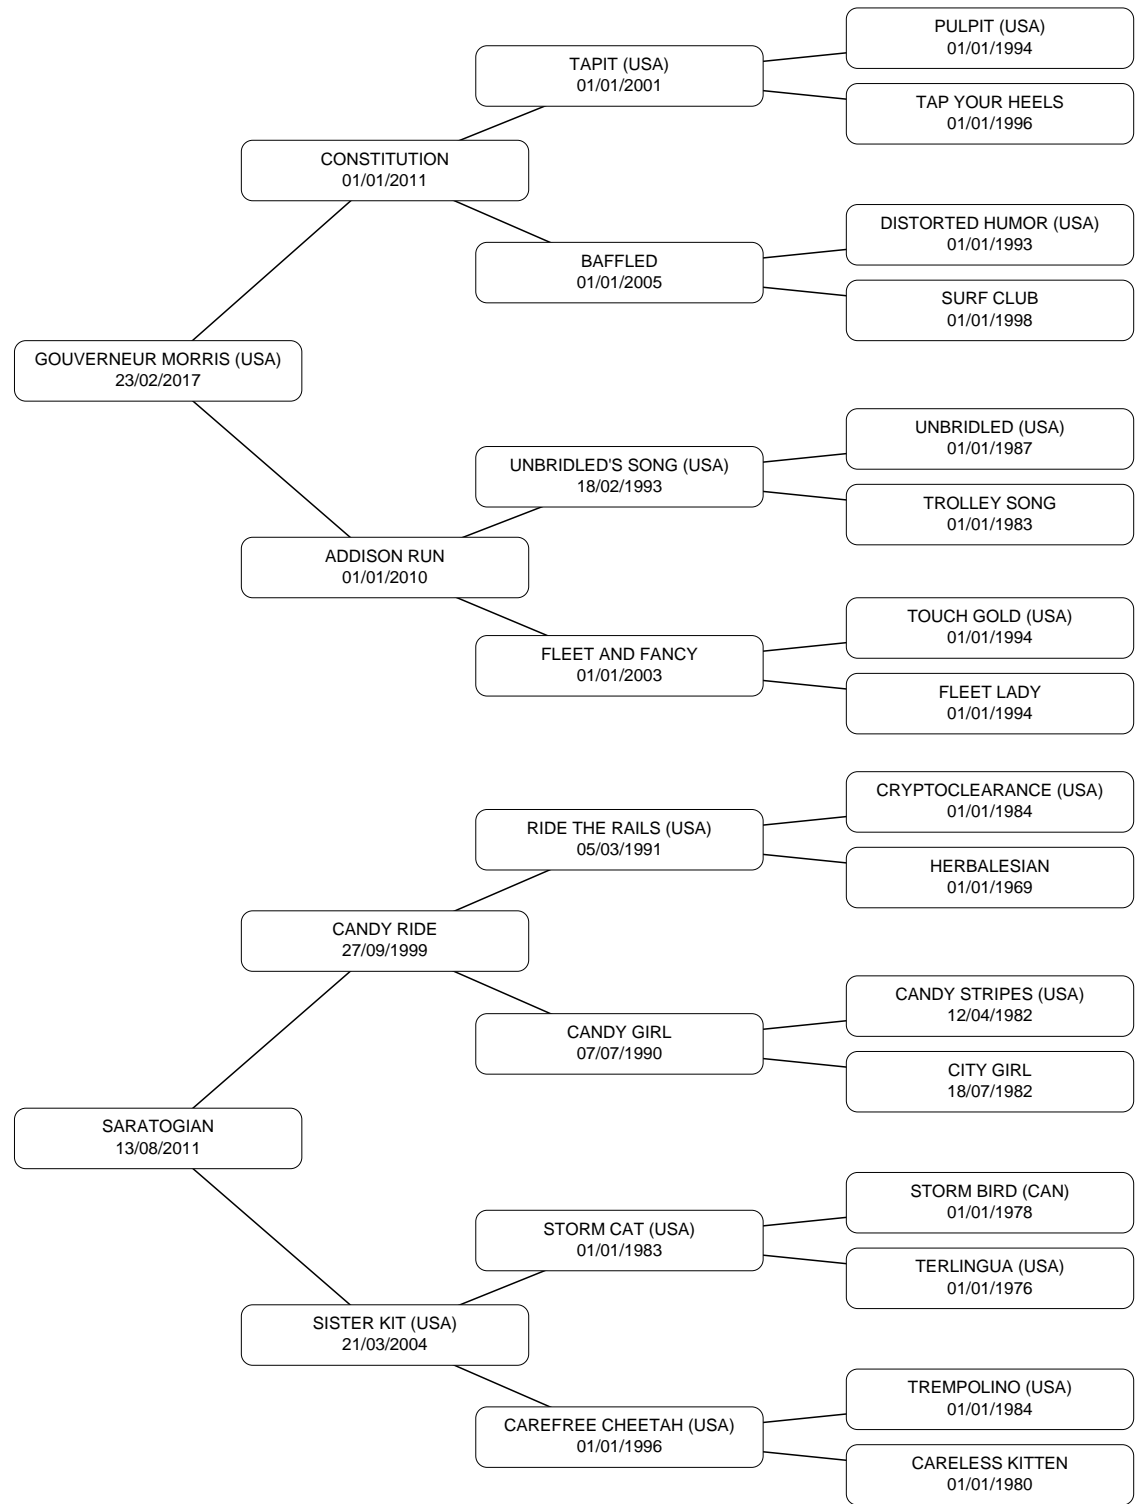 PULPIT (USA)
01/01/1994
TAPIT (USA)
01/01/2001
TAP YOUR HEELS
01/01/1996
CONSTITUTION
01/01/2011
DISTORTED HUMOR (USA)
01/01/1993
BAFFLED
01/01/2005
SURF CLUB
01/01/1998
GOUVERNEUR MORRIS (USA)
23/02/2017
UNBRIDLED (USA)
01/01/1987
UNBRIDLED'S SONG (USA)
18/02/1993
TROLLEY SONG
01/01/1983
ADDISON RUN
01/01/2010
TOUCH GOLD (USA)
01/01/1994
FLEET AND FANCY
01/01/2003
FLEET LADY
01/01/1994
CRYPTOCLEARANCE (USA)
01/01/1984
RIDE THE RAILS (USA)
05/03/1991
HERBALESIAN
01/01/1969
CANDY RIDE
27/09/1999
CANDY STRIPES (USA)
12/04/1982
CANDY GIRL
07/07/1990
CITY GIRL
18/07/1982
SARATOGIAN
13/08/2011
STORM BIRD (CAN)
01/01/1978
STORM CAT (USA)
01/01/1983
TERLINGUA (USA)
01/01/1976
SISTER KIT (USA)
21/03/2004
TREMPOLINO (USA)
01/01/1984
CAREFREE CHEETAH (USA)
01/01/1996
CARELESS KITTEN
01/01/1980